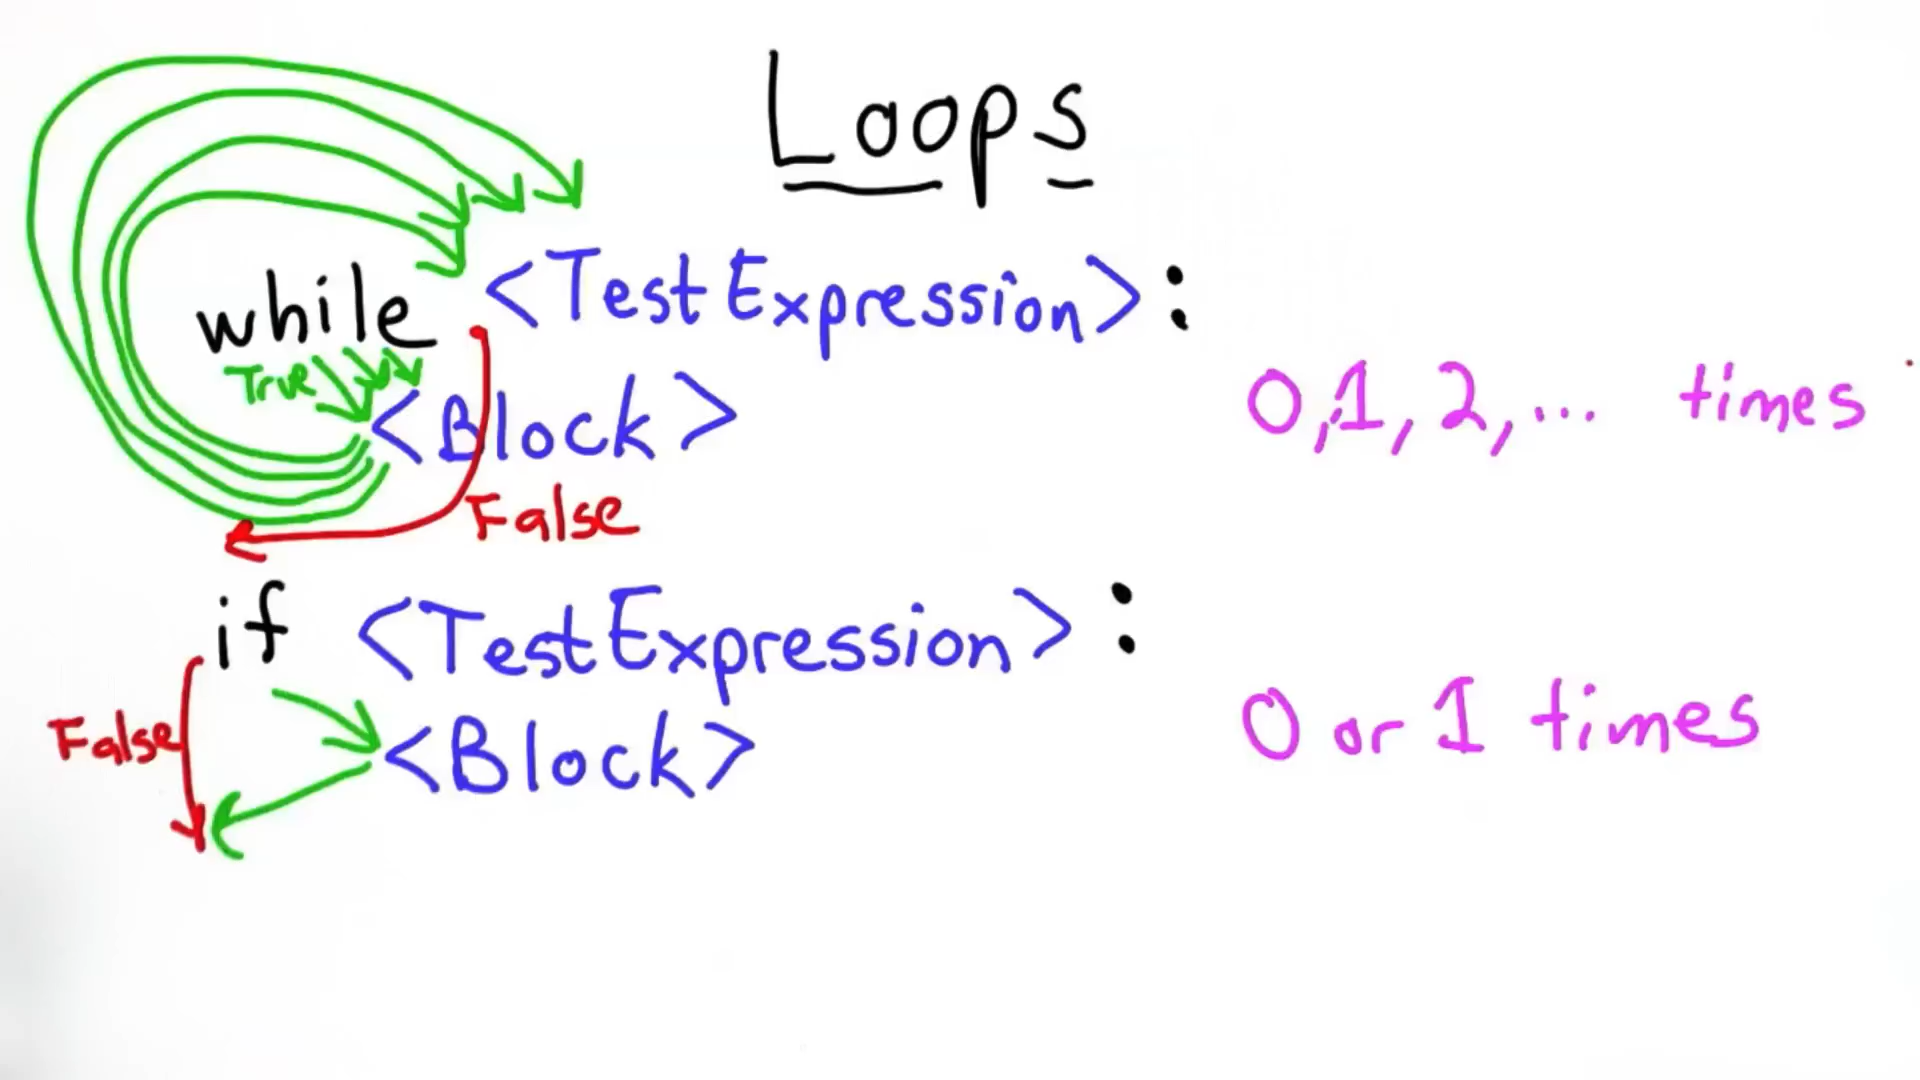 Loops
while <TestExpression>:
True
<Block>
0,1,2,... times
False
if <TestExpression>:
False
<Block>
0 or 1 times